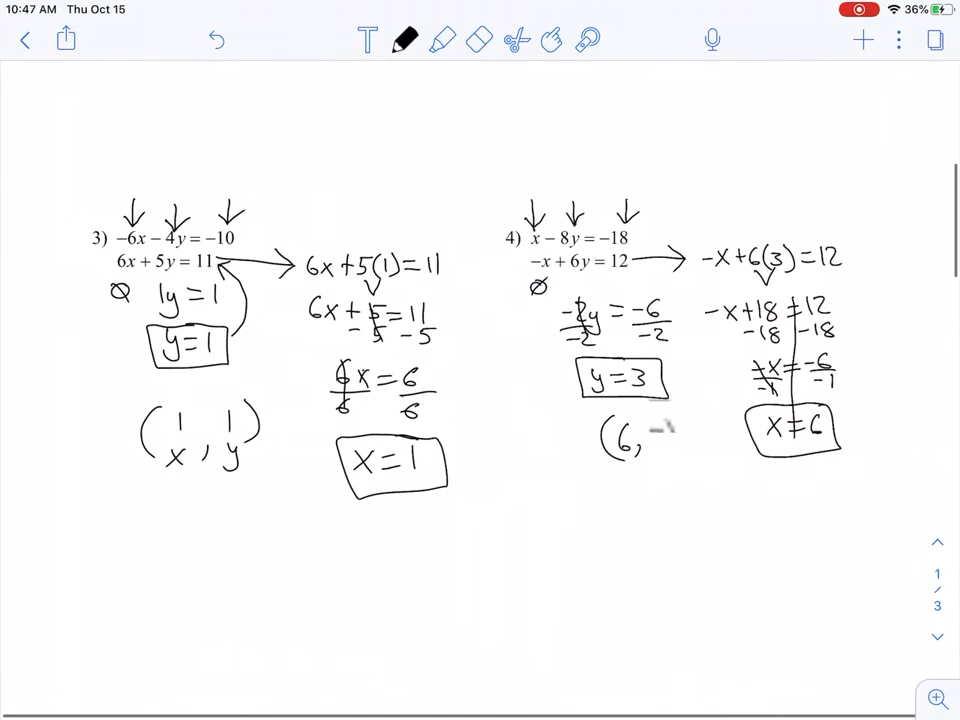 10:47 AM Thu Oct 15
36%
T
3) −6x − 4y = −10
6x + 5y = 11
0 1y = 1
y = 1
( 1 1 )
x , y
6x + 5(1) = 11
6x + 5 = 11
− 5 − 5
6x = 6
6 6
x = 1
4) x − 8y = −18
−x + 6y = 12
0
−2y = −6
−2 −2
y = 3
(6,
−x + 6(3) = 12
−x + 18 = 12
−18 −18
−x = −6
−1 −1
x = 6
1
/
3